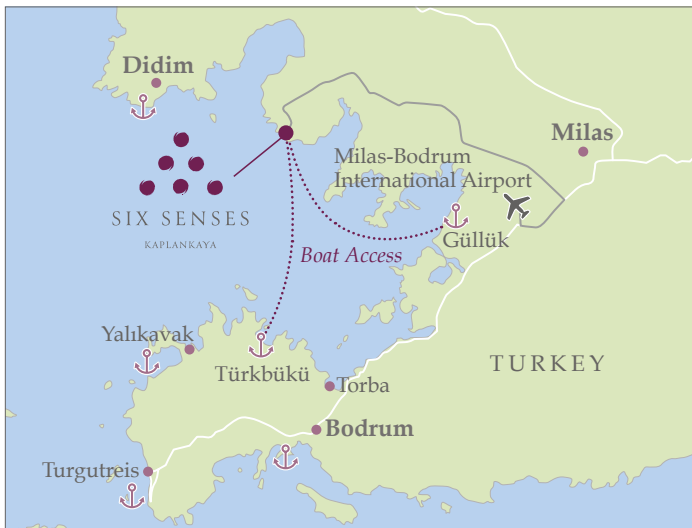 Didim
Milas
Milas-Bodrum
International Airport
SIX SENSES
KAPLANKAYA
Güllük
Boat Access
Yalıkavak
Türkbükü
TURKEY
Torba
Bodrum
Turgutreis